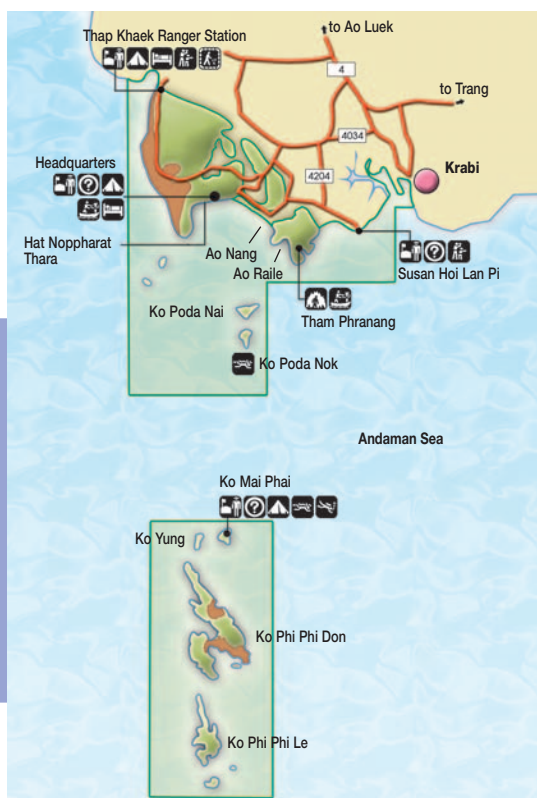 to Ao Luek
Thap Khaek Ranger Station
4
to Trang
4034
Headquarters
?
Krabi
4204
Hat Noppharat
Thara
Ao Nang
Ao Raile
?
Susan Hoi Lan Pi
Ko Poda Nai
Tham Phranang
Ko Poda Nok
Andaman Sea
Ko Mai Phai
?
Ko Yung
Ko Phi Phi Don
Ko Phi Phi Le